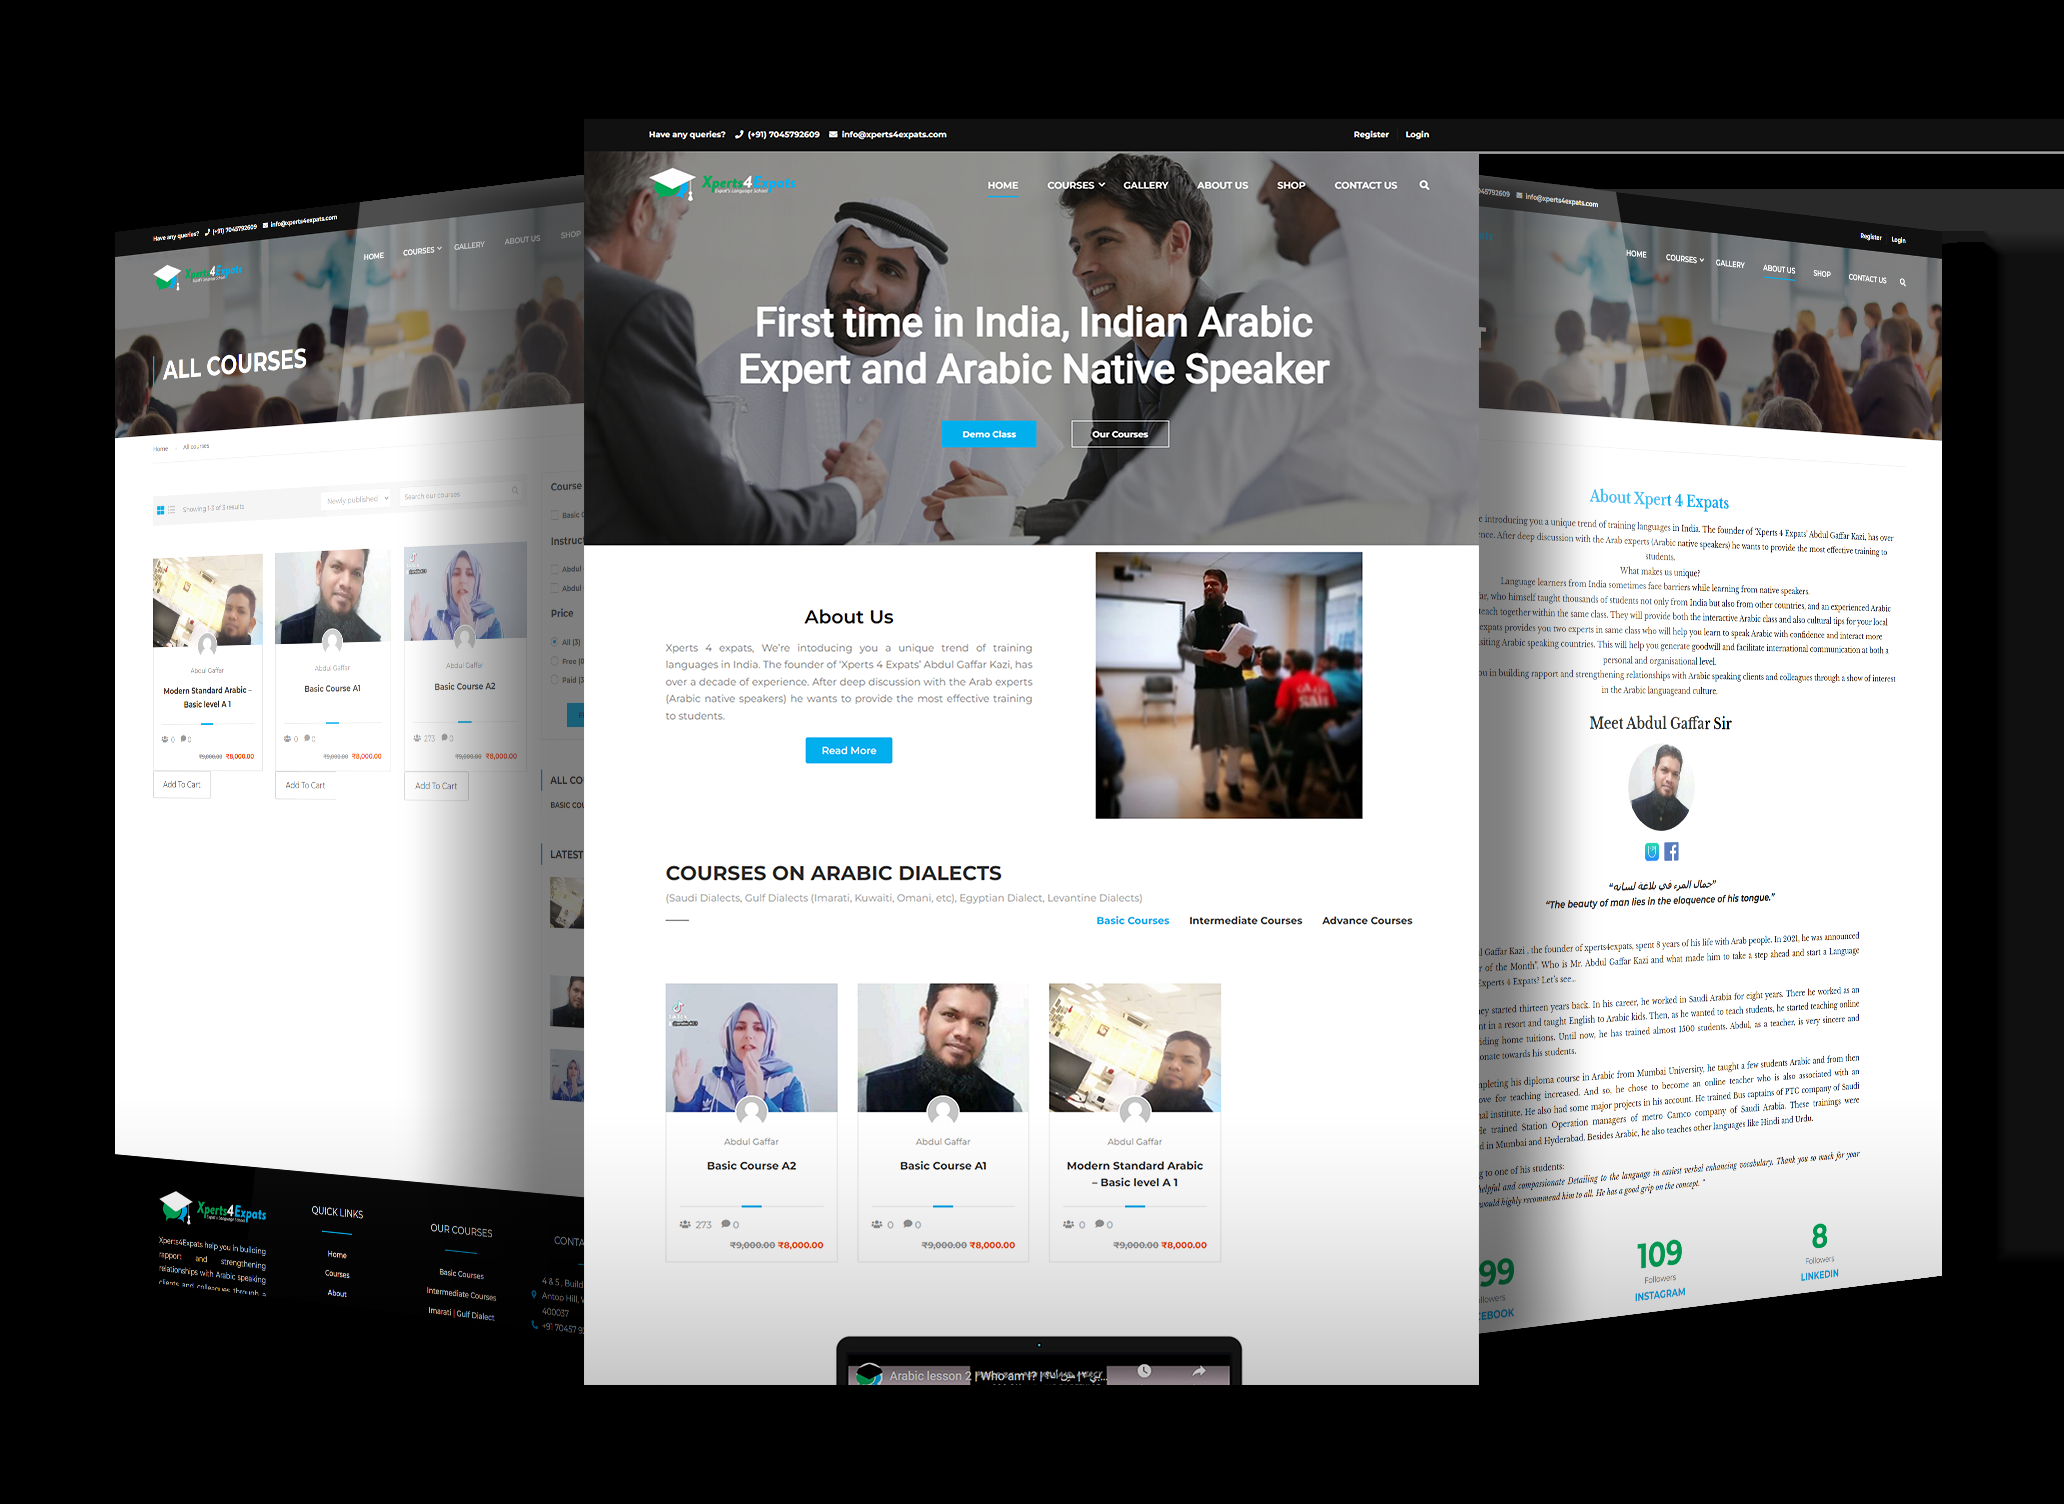 Have any queries? (+91) 7045792609 info@xperts4expats.com
Register Login
Xperts4Expats
Expat's Language School
HOME COURSES GALLERY ABOUT US SHOP CONTACT US
First time in India, Indian Arabic
Expert and Arabic Native Speaker
Demo Class Our Courses
About Us
Xperts 4 expats, We're intoducing you a unique trend of training
languages in India. The founder of 'Xperts 4 Expats' Abdul Gaffar Kazi, has
over a decade of experience. After deep discussion with the Arab experts
(Arabic native speakers) he wants to provide the most effective training
to students.
Read More
COURSES ON ARABIC DIALECTS
(Saudi Dialects, Gulf Dialects (Imarati, Kuwaiti, Omani, etc), Egyptian Dialect, Levantine Dialects)
Basic Courses Intermediate Courses Advance Courses
Abdul Gaffar
Basic Course A2
273 0
₹9,000.00 ₹8,000.00
Abdul Gaffar
Basic Course A1
0 0
₹9,000.00 ₹8,000.00
Abdul Gaffar
Modern Standard Arabic
– Basic level A 1
0 0
₹9,000.00 ₹8,000.00
Arabic lesson 2 | Who am I? |
Have any queries? (+91) 7045792609 info@xperts4expats.com
Xperts4Expats
HOME COURSES GALLERY ABOUT US SHOP
ALL COURSES
Home All courses
Showing 1-3 of 3 results
Newly published
Search our courses
Abdul Gaffar
Modern Standard Arabic –
Basic level A 1
0 0
₹9,000.00 ₹8,000.00
Add To Cart
Abdul Gaffar
Basic Course A1
0 0
₹9,000.00 ₹8,000.00
Add To Cart
Abdul Gaffar
Basic Course A2
273 0
₹9,000.00 ₹8,000.00
Add To Cart
Course
Basic
Instruc
Abdul
Abdul
Price
All (3)
Free
Paid
ALL CO
BASIC COU
LATEST
Xperts4Expats
Xperts4Expats help you in building
rapport and strengthening
relationships with Arabic speaking
clients and colleagues through a
QUICK LINKS
Home
Courses
About
OUR COURSES
Basic Courses
Intermediate Courses
Imarati | Gulf Dialect
CONTA
4 & 5, Build
Antop Hill,
400037
+91 70457 92
45792609 info@xperts4expats.com
Register Login
HOME COURSES GALLERY ABOUT US SHOP CONTACT US
About Xpert 4 Expats
introducing you a unique trend of training languages in India. The founder of 'Xperts 4 Expats' Abdul Gaffar Kazi, has over
nce. After deep discussion with the Arab experts (Arabic native speakers) he wants to provide the most effective training to
students.
What makes us unique?
Language learners from India sometimes face barriers while learning from native speakers.
ar, who himself taught thousands of students not only from India but also from other countries, and an experienced Arabic
teach together within the same class. They will provide both the interactive Arabic class and also cultural tips for your local
expats provides you two experts in same class who will help you learn to speak Arabic with confidence and interact more
siting Arabic speaking countries. This will help you generate goodwill and facilitate international communication at both a
personal and organisational level.
ou in building rapport and strengthening relationships with Arabic speaking clients and colleagues through a show of interest
in the Arabic languageand culture.
Meet Abdul Gaffar Sir
“جمال المرء في بلاغة لسانه”
“The beauty of man lies in the eloquence of his tongue.”
l Gaffar Kazi , the founder of xperts4expats, spent 8 years of his life with Arab people. In 2021, he was announced
r of the Month". Who is Mr. Abdul Gaffar Kazi and what made him to take a step ahead and start a Language
Experts 4 Expats? Let's see...
ey started thirteen years back. In his career, he worked in Saudi Arabia for eight years. There he worked as an
nt in a resort and taught English to Arabic kids. Then, as he wanted to teach students, he started teaching online
iding home tuitions. Until now, he has trained almost 1500 students. Abdul, as a teacher, is very sincere and
onate towards his students.
mpleting his diploma course in Arabic from Mumbai University, he taught a few students Arabic and from then
ove for teaching increased. And so, he chose to become an online teacher who is also associated with an
al institute. He also had some major projects in his account. He trained Bus captains of PTC company of Saudi
He trained Station Operation managers of metro Camco company of Saudi Arabia. These trainings were
d in Mumbai and Hyderabad. Besides Arabic, he also teaches other languages like Hindi and Urdu.
g to one of his students:
helpful and compassionate Detailing to the language in easiest verbal enhancing vocabulary. Thank you so much for your
would highly recommend him to all. He has a good grip on the concept. "
99
owers
CEBOOK
109
Followers
INSTAGRAM
8
Followers
LINKEDIN